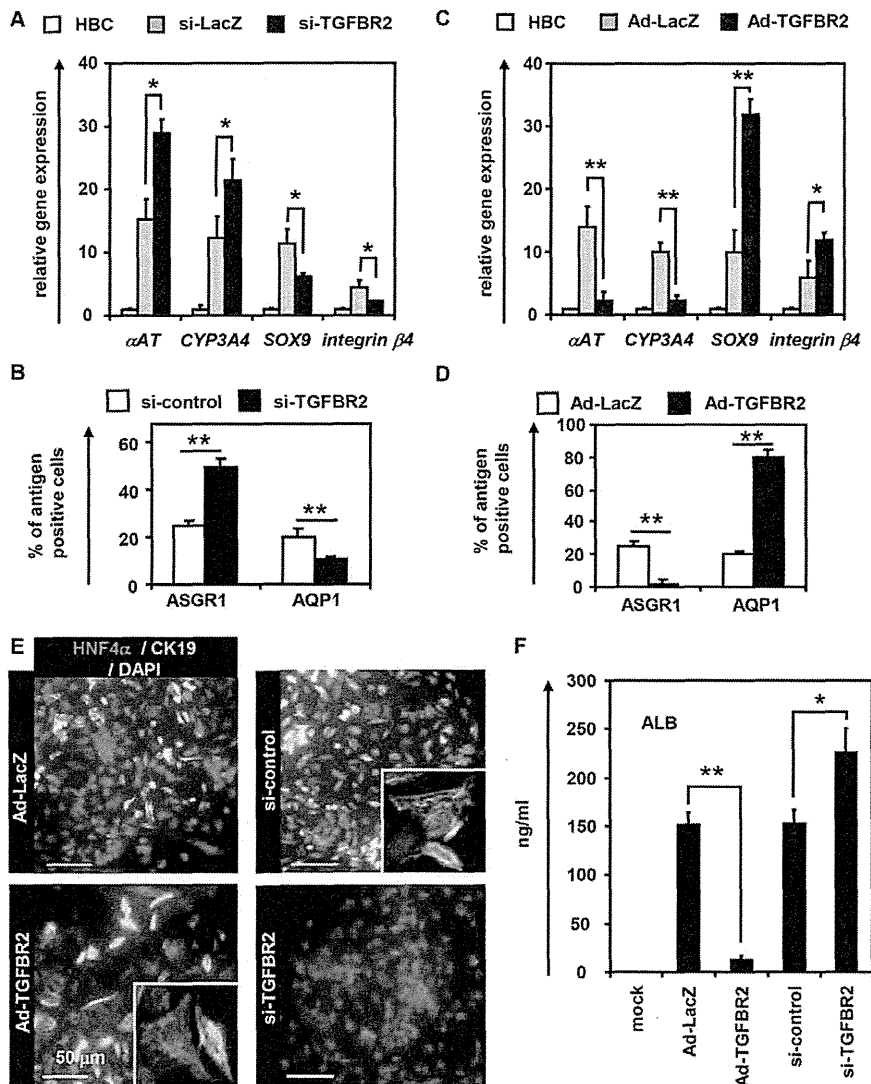 A
HBC si-LacZ si-TGFBR2
relative gene expression
40
30
20
10
0
*
*
*
*
αAT CYP3A4 SOX9 integrin β4
C
HBC Ad-LacZ Ad-TGFBR2
relative gene expression
40
30
20
10
0
**
**
**
*
αAT CYP3A4 SOX9 integrin β4
B
si-control si-TGFBR2
% of antigen
positive cells
60
40
20
0
**
**
ASGR1 AQP1
D
Ad-LacZ Ad-TGFBR2
% of antigen
positive cells
100
80
60
40
20
0
**
**
ASGR1 AQP1
E
HNF4α / CK19
/ DAPI
Ad-LacZ
si-control
Ad-TGFBR2
50 µm
si-TGFBR2
F
ALB
ng/ml
300
250
200
150
100
50
0
**
*
mock
Ad-LacZ
Ad-TGFBR2
si-control
si-TGFBR2